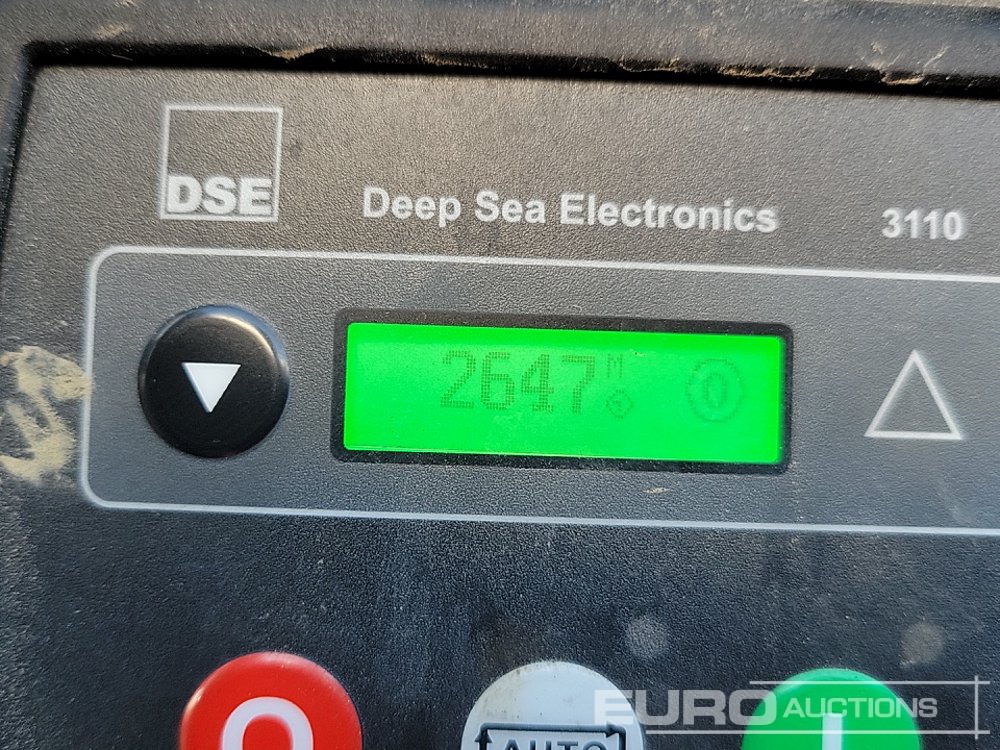 DSE
Deep Sea Electronics
3110
2647 M
0
O
AUTO
I
EURO AUCTIONS